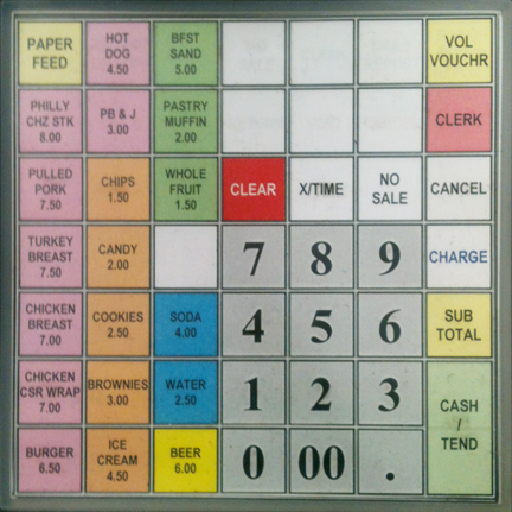 PAPER
FEED
HOT
DOG
4.50
BFST
SAND
5.00
VOL
VOUCHR
PHILLY
CHZ STK
8.00
PB & J
3.00
PASTRY
MUFFIN
2.00
CLERK
PULLED
PORK
7.50
CHIPS
1.50
WHOLE
FRUIT
1.50
CLEAR
X/TIME
NO
SALE
CANCEL
TURKEY
BREAST
7.50
CANDY
2.00
7
8
9
CHARGE
CHICKEN
BREAST
7.00
COOKIES
2.50
SODA
4.00
4
5
6
SUB
TOTAL
CHICKEN
CSR WRAP
7.00
BROWNIES
3.00
WATER
2.50
1
2
3
CASH
/
TEND
BURGER
6.50
ICE
CREAM
4.50
BEER
6.00
0
00
.